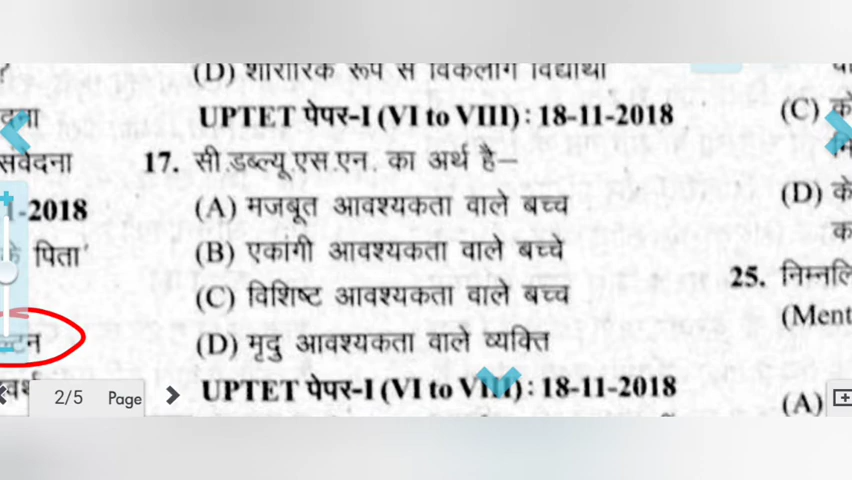 (D) शारीरिक रूप से विकलांग विद्यार्थी
UPTET पेपर-I (VI to VIII) : 18-11-2018
17. सी.डब्ल्यू.एस.एन. का अर्थ है–
(A) मजबूत आवश्यकता वाले बच्चे
(B) एकांगी आवश्यकता वाले बच्चे
(C) विशिष्ट आवश्यकता वाले बच्चे
(D) मृदु आवश्यकता वाले व्यक्ति
UPTET पेपर-I (VI to VIII) : 18-11-2018
संवेदना
-2018
पिता'
2/5 Page
(C)
(D) के
25.
(Ment
(A)